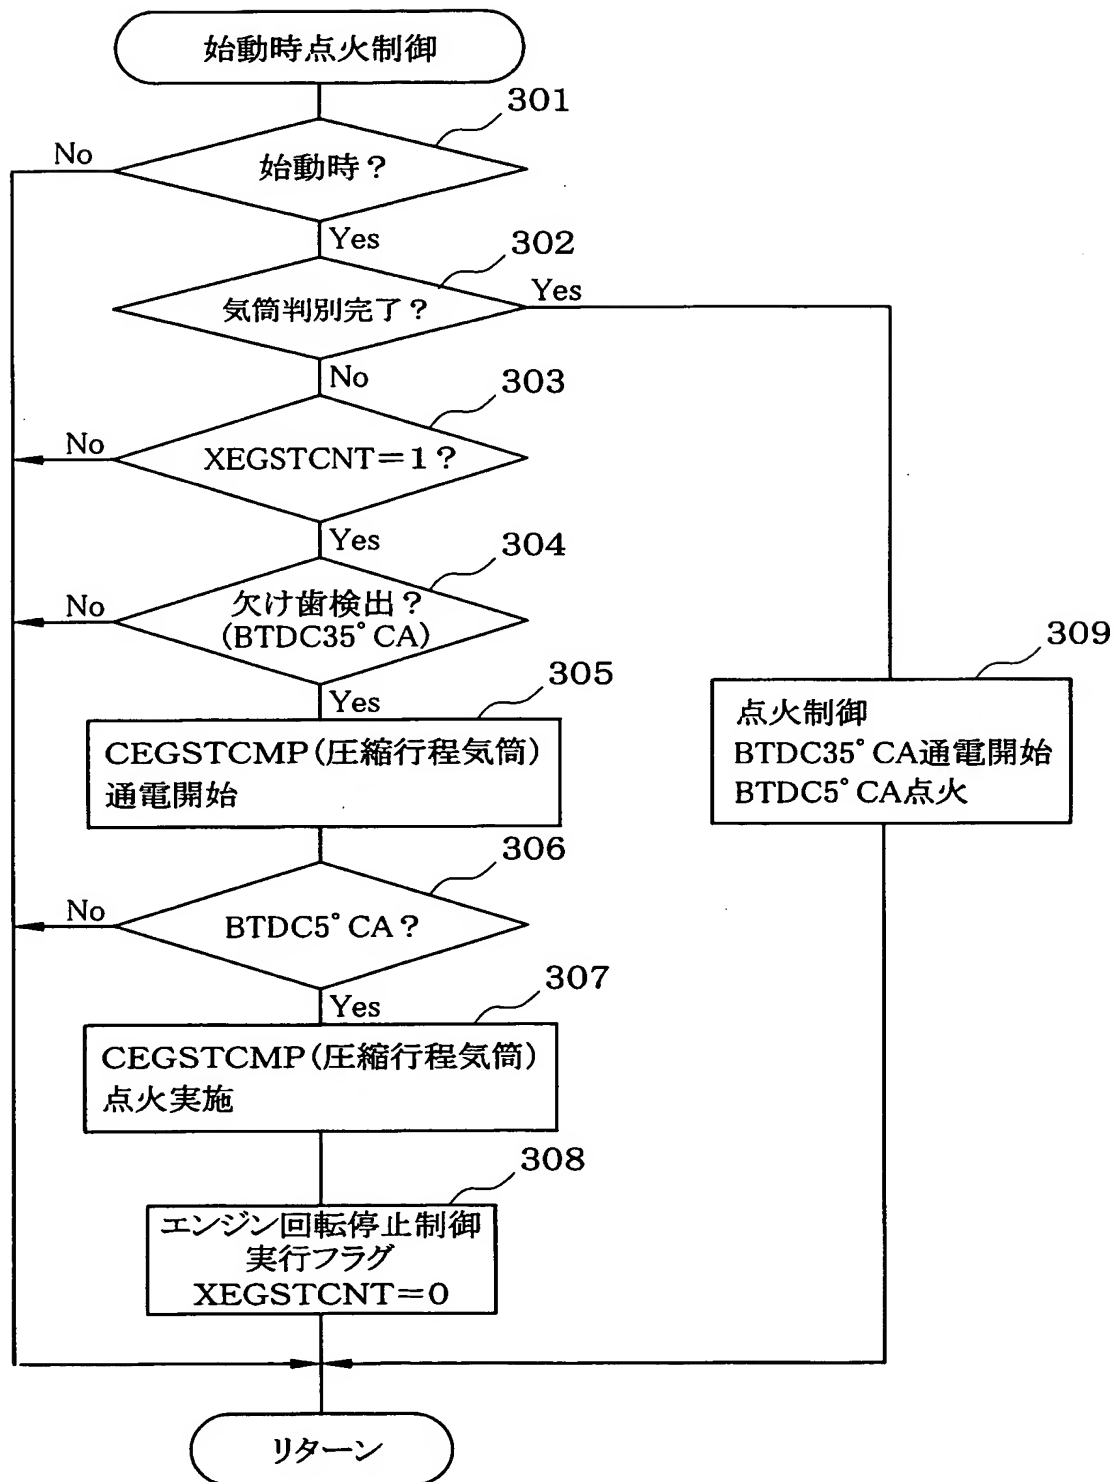 始動時点火制御
301
No
始動時？
Yes
302
気筒判別完了？
Yes
No
303
No
XEGSTCNT＝1？
Yes
304
No
欠け歯検出？
(BTDC35°CA)
Yes
305
CEGSTCMP(圧縮行程気筒)
通電開始
309
点火制御
BTDC35°CA通電開始
BTDC5°CA点火
306
No
BTDC5°CA？
Yes
307
CEGSTCMP(圧縮行程気筒)
点火実施
308
エンジン回転停止制御
実行フラグ
XEGSTCNT＝0
リターン